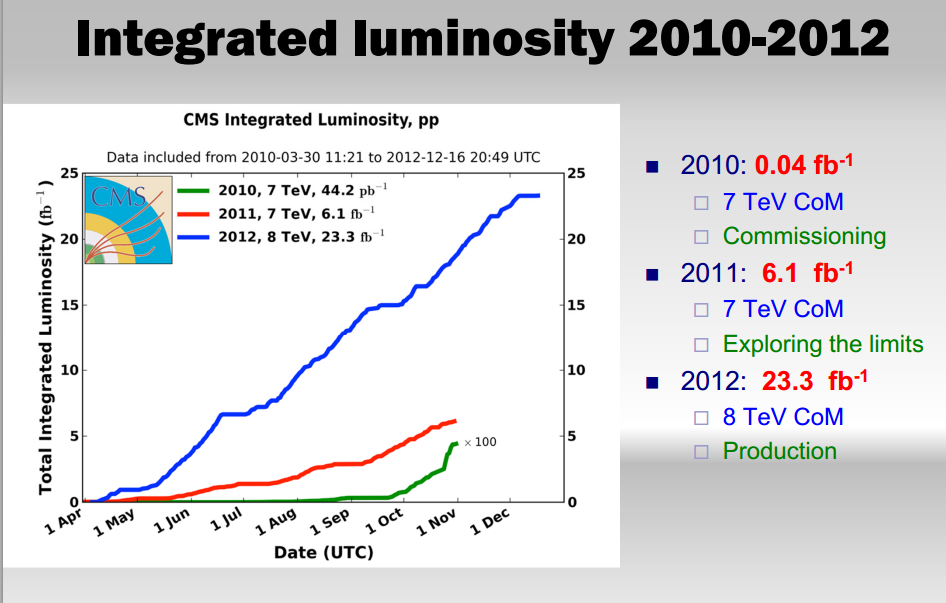 Integrated luminosity 2010-2012
CMS Integrated Luminosity, pp
Data included from 2010-03-30 11:21 to 2012-12-16 20:49 UTC
CMS
2010, 7 TeV, 44.2 pb⁻¹
2011, 7 TeV, 6.1 fb⁻¹
2012, 8 TeV, 23.3 fb⁻¹
Total Integrated Luminosity (fb⁻¹)
25
20
15
10
5
0
25
20
15
10
5
0
× 100
1 Apr
1 May
1 Jun
1 Jul
1 Aug
1 Sep
1 Oct
1 Nov
1 Dec
Date (UTC)
2010: 0.04 fb⁻¹
7 TeV CoM
Commissioning
2011: 6.1 fb⁻¹
7 TeV CoM
Exploring the limits
2012: 23.3 fb⁻¹
8 TeV CoM
Production